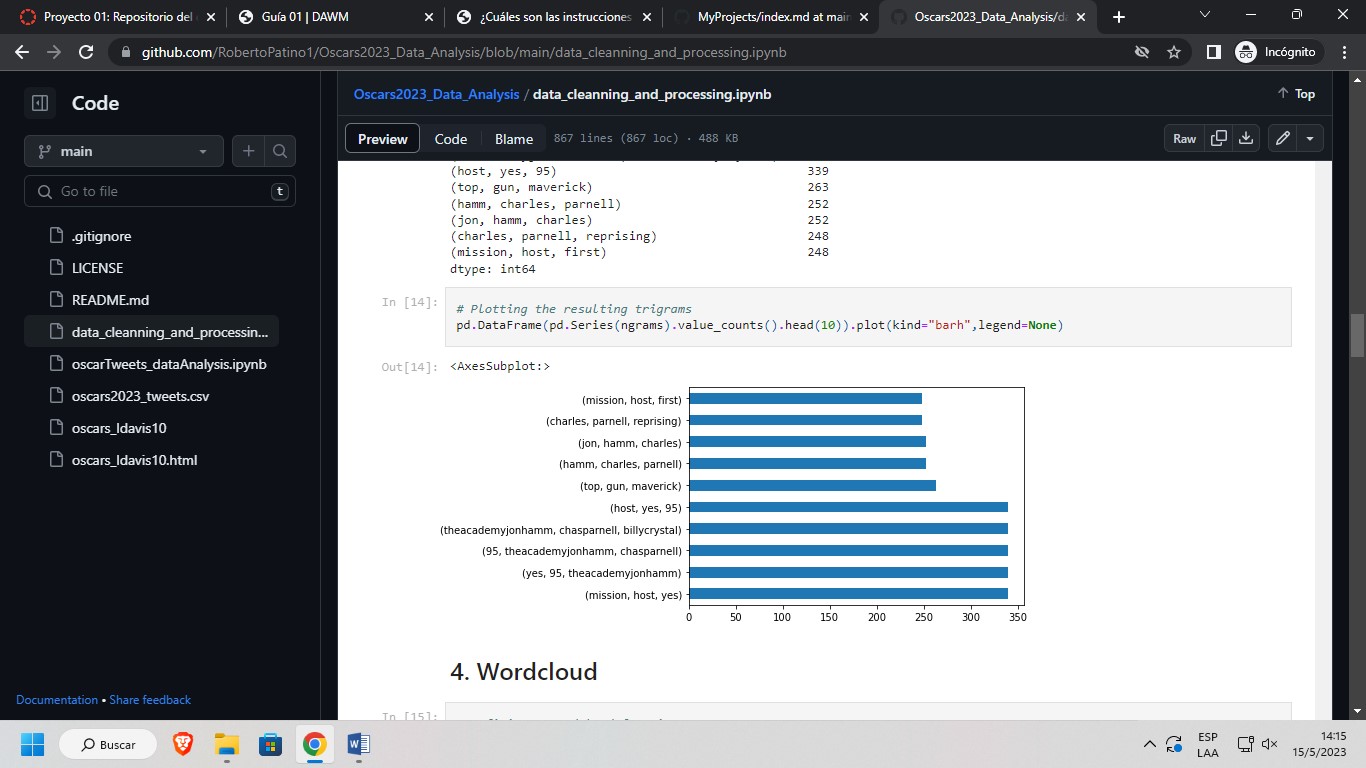 Proyecto 01: Repositorio del
Guía 01 | DAWM
¿Cuáles son las instrucciones
MyProjects/index.md at main
Oscars2023_Data_Analysis/da
github.com/RobertoPatino1/Oscars2023_Data_Analysis/blob/main/data_cleanning_and_processing.ipynb
Incógnito
Code
main
Go to file
t
.gitignore
LICENSE
README.md
data_cleanning_and_processin...
oscarTweets_dataAnalysis.ipynb
oscars2023_tweets.csv
oscars_ldavis10
oscars_ldavis10.html
Documentation • Share feedback
Oscars2023_Data_Analysis / data_cleanning_and_processing.ipynb
Top
Preview Code Blame 867 lines (867 loc) · 488 KB
Raw
(host, yes, 95) 339
(top, gun, maverick) 263
(hamm, charles, parnell) 252
(jon, hamm, charles) 252
(charles, parnell, reprising) 248
(mission, host, first) 248
dtype: int64
In [14]:
# Plotting the resulting trigrams
pd.DataFrame(pd.Series(ngrams).value_counts().head(10)).plot(kind="barh",legend=None)
Out[14]: <AxesSubplot:>
(mission, host, first)
(charles, parnell, reprising)
(jon, hamm, charles)
(hamm, charles, parnell)
(top, gun, maverick)
(host, yes, 95)
(theacademyjonhamm, chasparnell, billycrystal)
(95, theacademyjonhamm, chasparnell)
(yes, 95, theacademyjonhamm)
(mission, host, yes)
0 50 100 150 200 250 300 350
4. Wordcloud
In [15]:
Buscar
ESP
LAA
14:15
15/5/2023